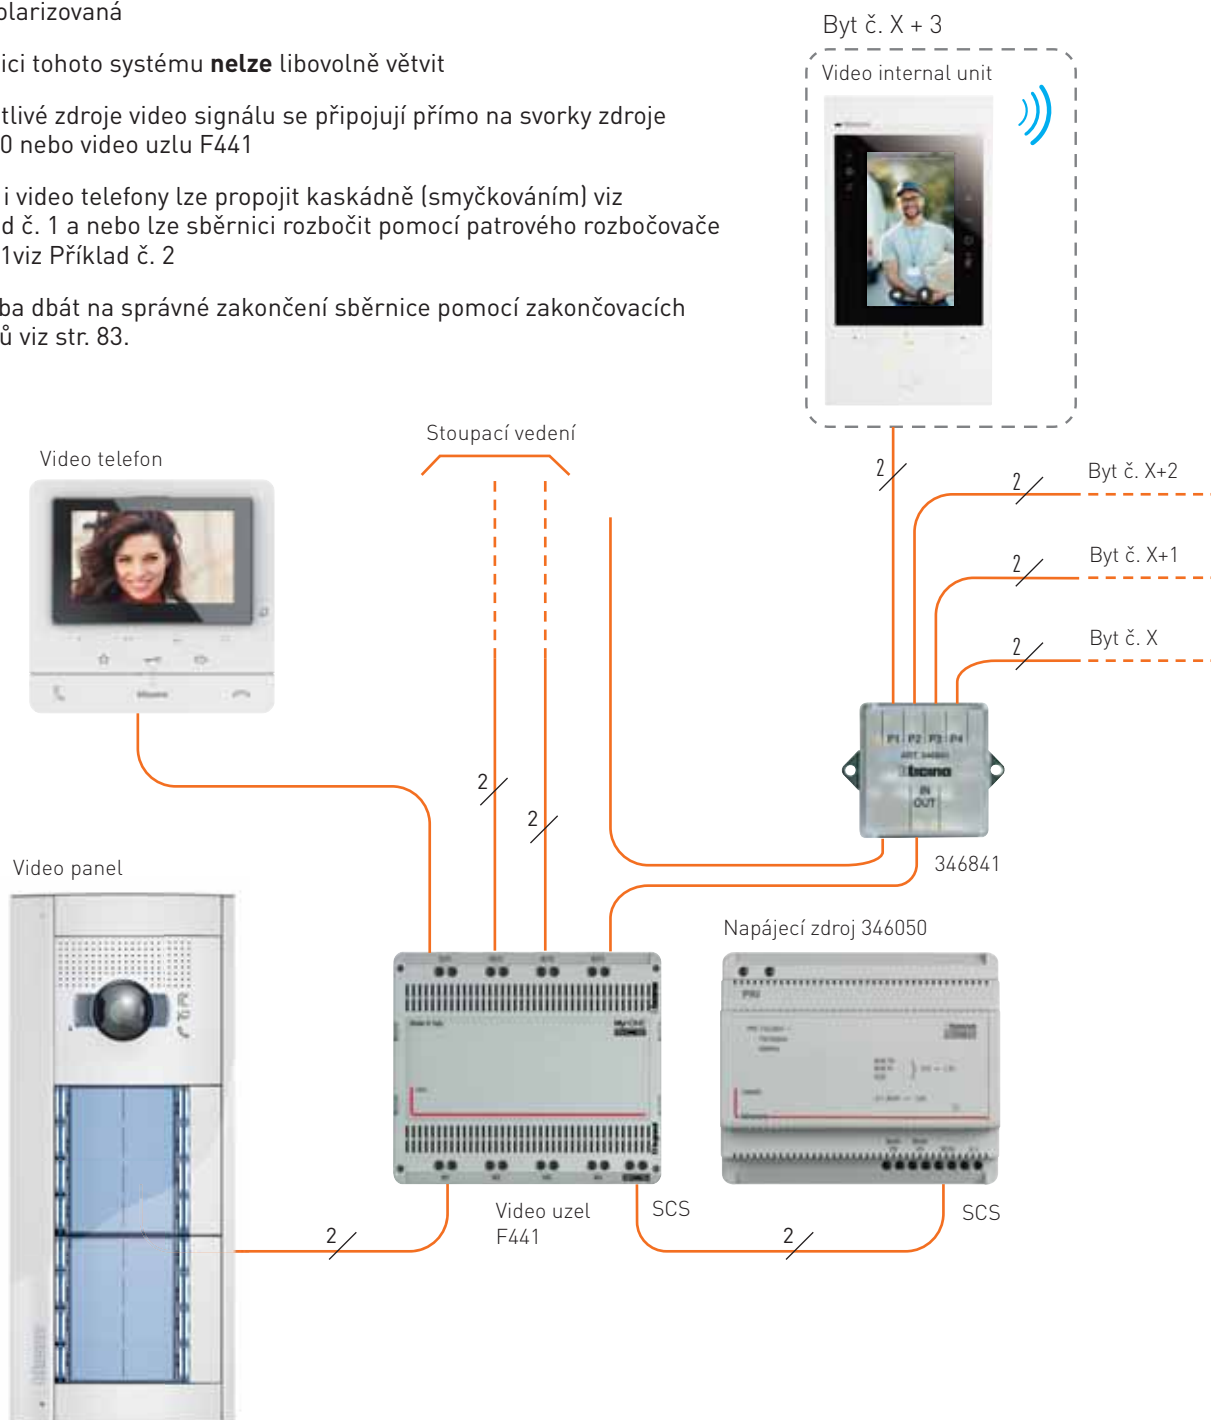 olarizovaná
ici tohoto systému nelze libovolně větvit
tlivé zdroje video signálu se připojují přímo na svorky zdroje
0 nebo video uzlu F441
i video telefony lze propojit kaskádně (smyčkováním) viz
d č. 1 a nebo lze sběrnici rozbočit pomocí patrového rozbočovače
1viz Příklad č. 2
ba dbát na správné zakončení sběrnice pomocí zakončovacích
ů viz str. 83.
Byt č. X + 3
Video internal unit
Stoupací vedení
Video telefon
2
2
Byt č. X+2
2
Byt č. X+1
2
Byt č. X
P1 P2 P3 P4
ART. 346841
bticino
IN
OUT
346841
2
2
Video panel
Napájecí zdroj 346050
PRI
Video uzel
F441
SCS
SCS
2
2